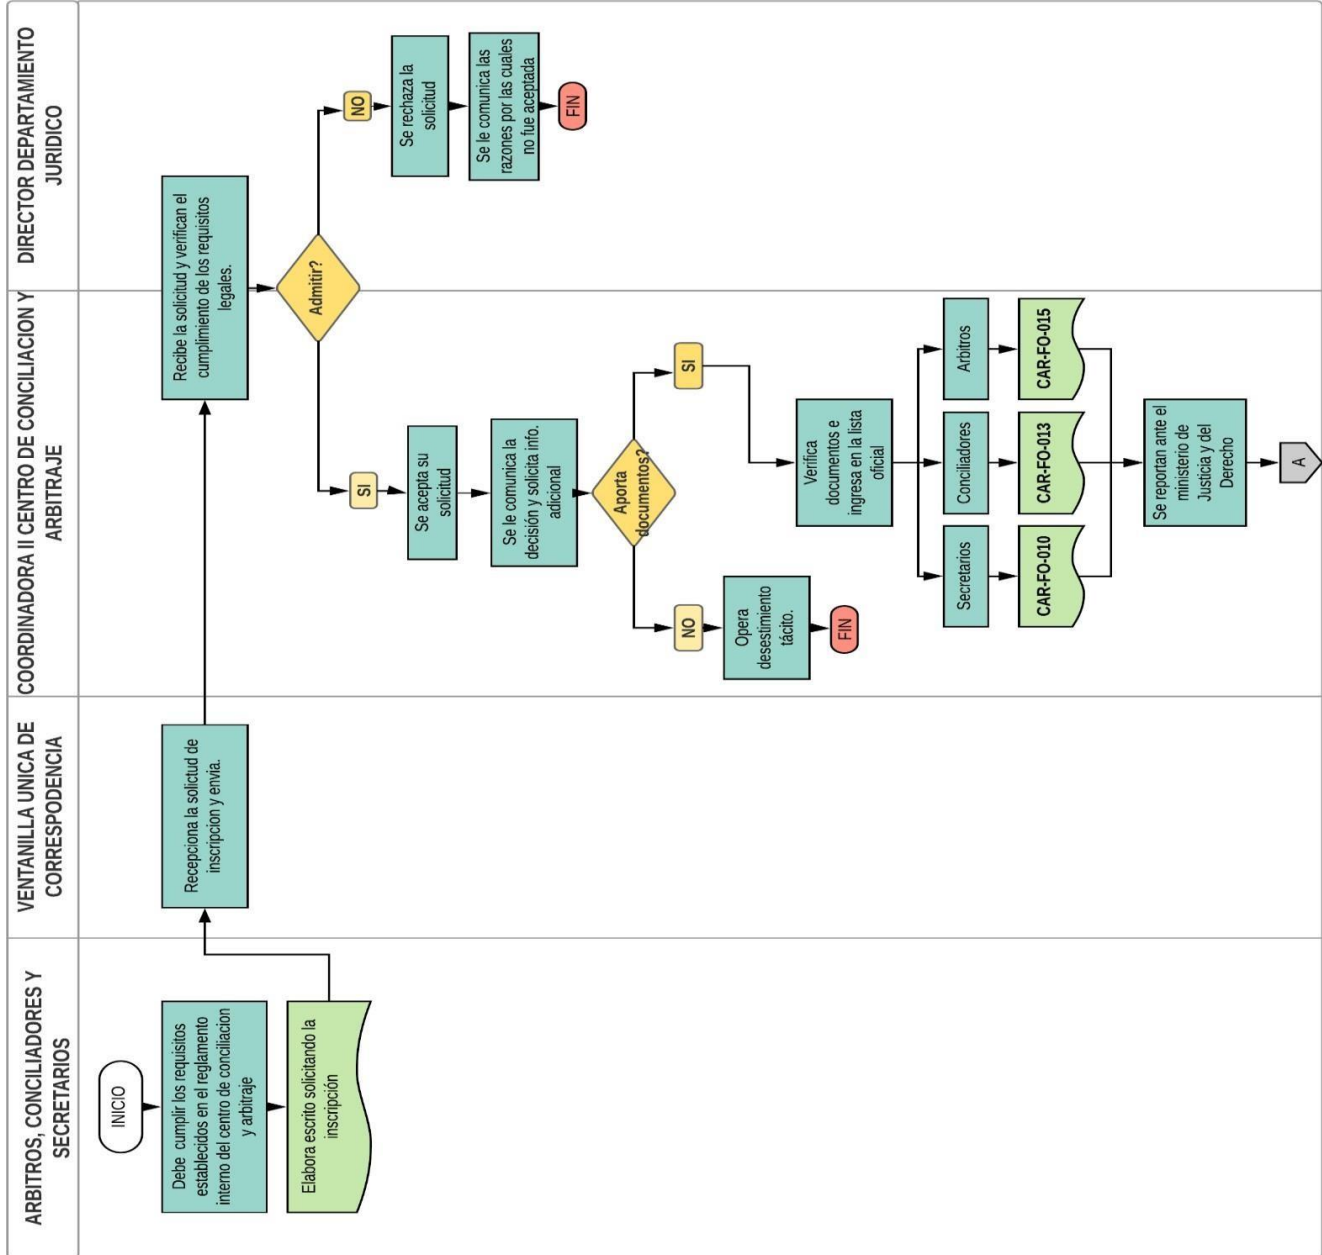 ARBITROS, CONCILIADORES Y
SECRETARIOS
VENTANILLA UNICA DE
CORRESPODENCIA
COORDINADORA II CENTRO DE CONCILIACION Y
ARBITRAJE
DIRECTOR DEPARTAMIENTO
JURIDICO
INICIO
Debe cumplir los requisitos
establecidos en el reglamento
interno del centro de conciliacion
y arbitraje
Elabora escrito solicitando la
inscripción
Recepciona la solictud de
inscripcion y envia.
Recibe la solicitud y verifican el
cumplimiento de los requisitos
legales.
Admitir?
NO
Se rechaza la
solicitud
Se le comunica las
razones por las cuales
no fue aceptada
FIN
SI
Se acepta su
solicitud
Se le comunica la
decisión y solicita info.
adicional
Aporta
documentos?
NO
Opera
desestimiento
tácito.
FIN
SI
Verifica
documentos e
ingresa en la lista
oficial
Secretarios
Conciliadores
Arbitros
CAR-FO-010
CAR-FO-013
CAR-FO-015
Se reportan ante el
ministerio de
Justicia y del
Derecho
A